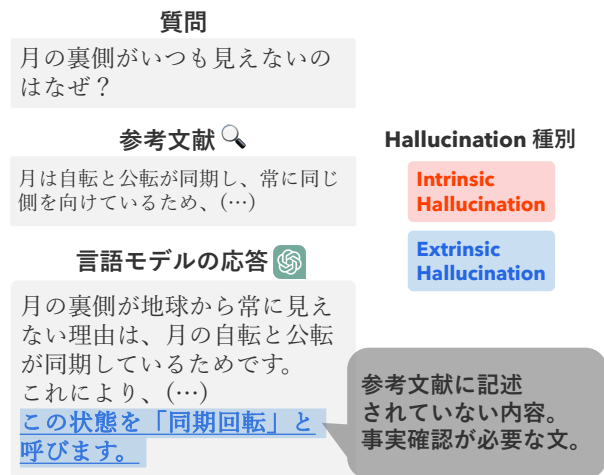 質問
月の裏側がいつも見えないの
はなぜ？
参考文献
月は自転と公転が同期し、常に同じ
側を向けているため、(…)
Hallucination 種別
Intrinsic
Hallucination
Extrinsic
Hallucination
言語モデルの応答
月の裏側が地球から常に見え
ない理由は、月の自転と公転
が同期しているためです。
これにより、(…)
この状態を「同期回転」と
呼びます。
参考文献に記述
されていない内容。
事実確認が必要な文。